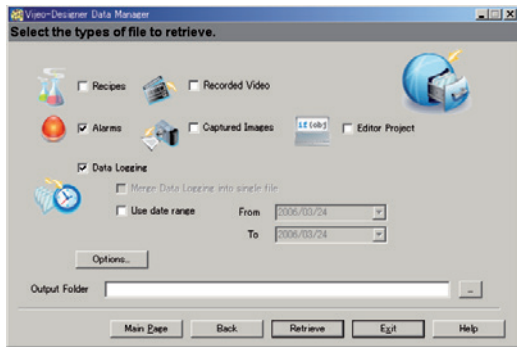 Vijeo-Designer Data Manager
Select the types of file to retrieve.
Recipes
Recorded Video
Alarms
Captured Images
if(obj
Editor Project
Data Logging
Merge Data Logging into single file
Use date range
From
2006/03/24
To
2006/03/24
Options...
Output Folder
...
Main Page
Back
Retrieve
Exit
Help